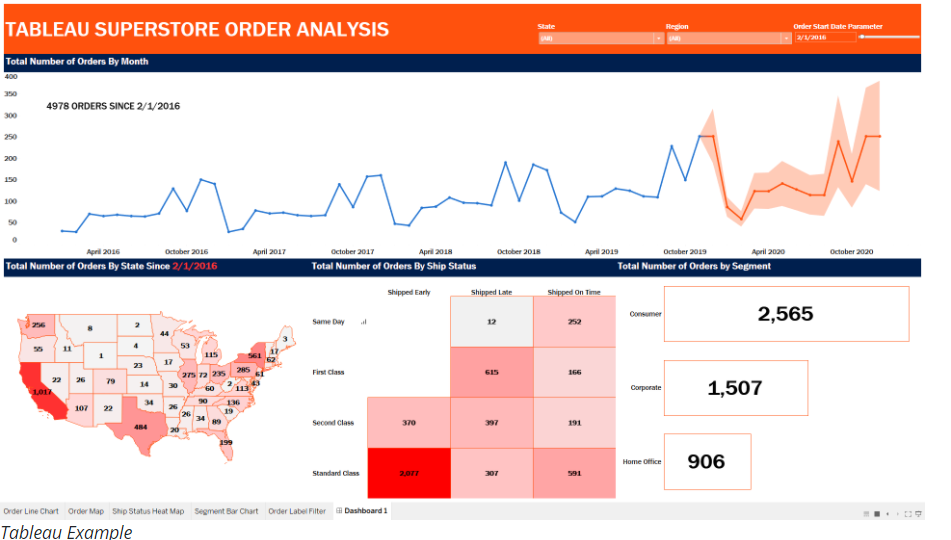 TABLEAU SUPERSTORE ORDER ANALYSIS
State
Region
Order Start Date Parameter
(All)
(All)
2/1/2016
Total Number of Orders By Month
400
350
300
250
200
150
100
50
0
4978 ORDERS SINCE 2/1/2016
April 2016
October 2016
April 2017
October 2017
April 2018
October 2018
April 2019
October 2019
April 2020
October 2020
Total Number of Orders By State Since 2/1/2016
Total Number of Orders By Ship Status
Total Number of Orders by Segment
256
8
2
44
3
55
11
4
53
115
561
17
62
1
23
17
275
72
235
285
61
1,017
22
26
79
14
30
60
2
113
43
107
22
34
26
90
136
19
26
34
89
484
20
199
Shipped Early
Shipped Late
Shipped On Time
Same Day
12
252
First Class
615
166
Second Class
370
397
191
Standard Class
307
591
Consumer
2,565
Corporate
1,507
Home Office
906
Order Line Chart
Order Map
Ship Status Heat Map
Segment Bar Chart
Order Label Filter
Dashboard 1
Tableau Example